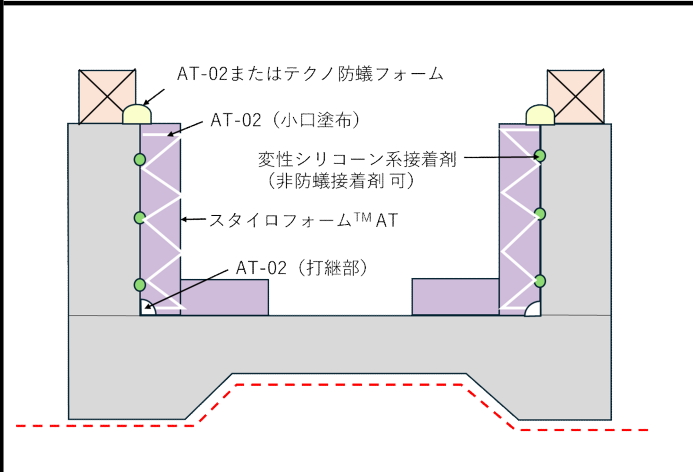 AT-02またはテクノ防蟻フォーム
AT-02（小口塗布）
変性シリコーン系接着剤
（非防蟻接着剤 可）
スタイロフォーム™ AT
AT-02（打継部）